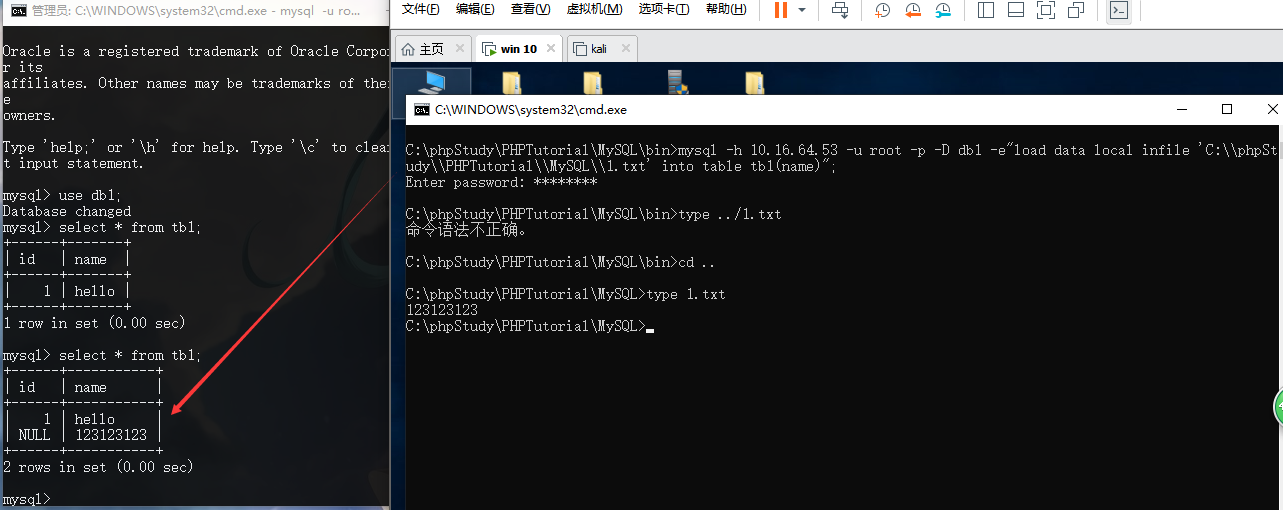 管理员: C:\WINDOWS\system32\cmd.exe - mysql -u ro...
Oracle is a registered trademark of Oracle Corpo
r its
affiliates. Other names may be trademarks of the
e
owners.
Type 'help;' or '\h' for help. Type '\c' to clea
t input statement.
mysql> use db1;
Database changed
mysql> select * from tb1;
+------+-------+
| id   | name  |
+------+-------+
|    1 | hello |
+------+-------+
1 row in set (0.00 sec)
mysql> select * from tb1;
+------+-----------+
| id   | name      |
+------+-----------+
|    1 | hello     |
| NULL | 123123123 |
+------+-----------+
2 rows in set (0.00 sec)
mysql>
文件(F) 编辑(E) 查看(V) 虚拟机(M) 选项卡(T) 帮助(H)
主页 win 10 kali
C:\WINDOWS\system32\cmd.exe
C:\phpStudy\PHPTutorial\MySQL\bin>mysql -h 10.16.64.53 -u root -p -D db1 -e"load data local infile 'C:\\phpSt
udy\\PHPTutorial\\MySQL\\1.txt' into table tb1(name)";
Enter password: ********
C:\phpStudy\PHPTutorial\MySQL\bin>type ../1.txt
命令语法不正确。
C:\phpStudy\PHPTutorial\MySQL\bin>cd ..
C:\phpStudy\PHPTutorial\MySQL>type 1.txt
123123123
C:\phpStudy\PHPTutorial\MySQL>